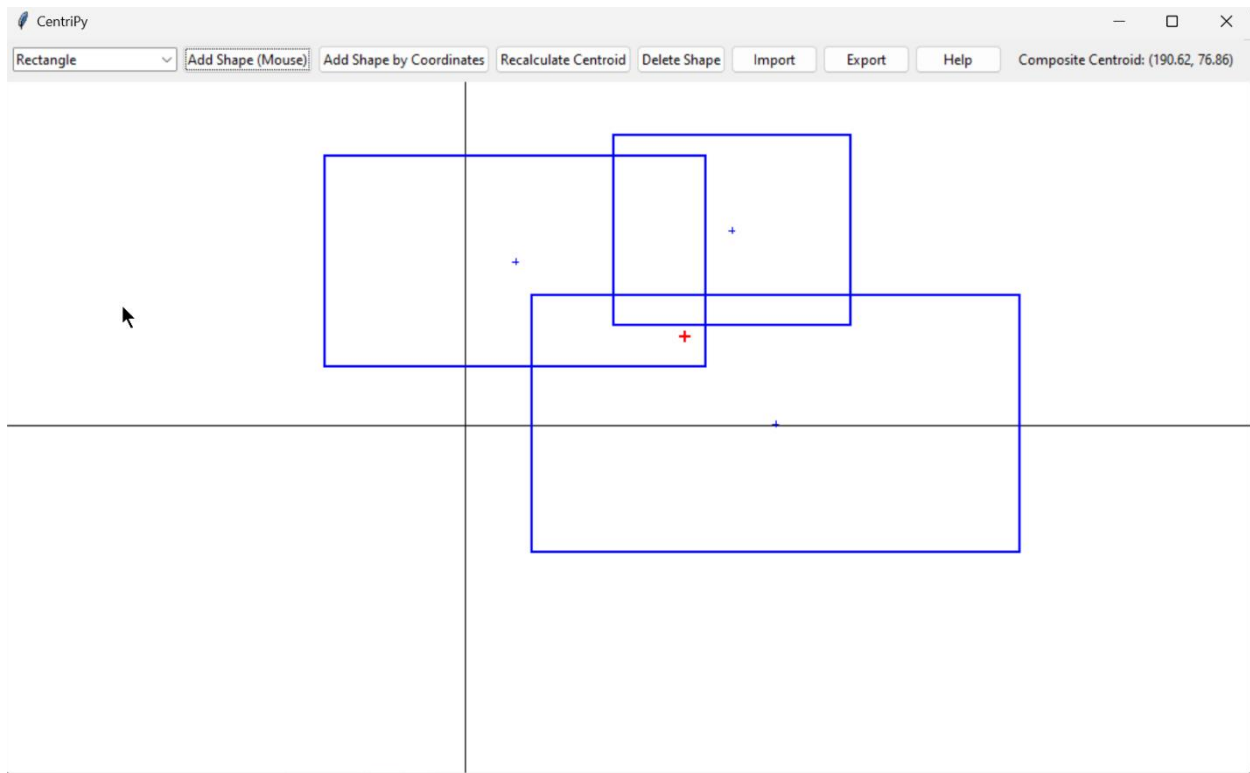 CentriPy
Rectangle Add Shape (Mouse) Add Shape by Coordinates Recalculate Centroid Delete Shape Import Export Help Composite Centroid: (190.62, 76.86)